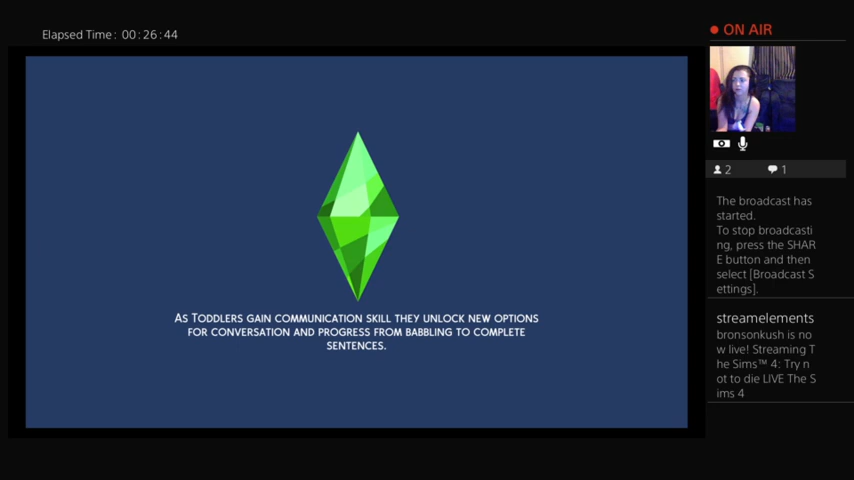 Elapsed Time: 00:26:44
ON AIR
2
1
The broadcast has
started.
To stop broadcasti
ng, press the SHAR
E button and then
select [Broadcast S
ettings].
streamelements
bronsonkush is no
w live! Streaming T
he Sims™ 4: Try n
ot to die LIVE The S
ims 4
AS TODDLERS GAIN COMMUNICATION SKILL THEY UNLOCK NEW OPTIONS
FOR CONVERSATION AND PROGRESS FROM BABBLING TO COMPLETE
SENTENCES.